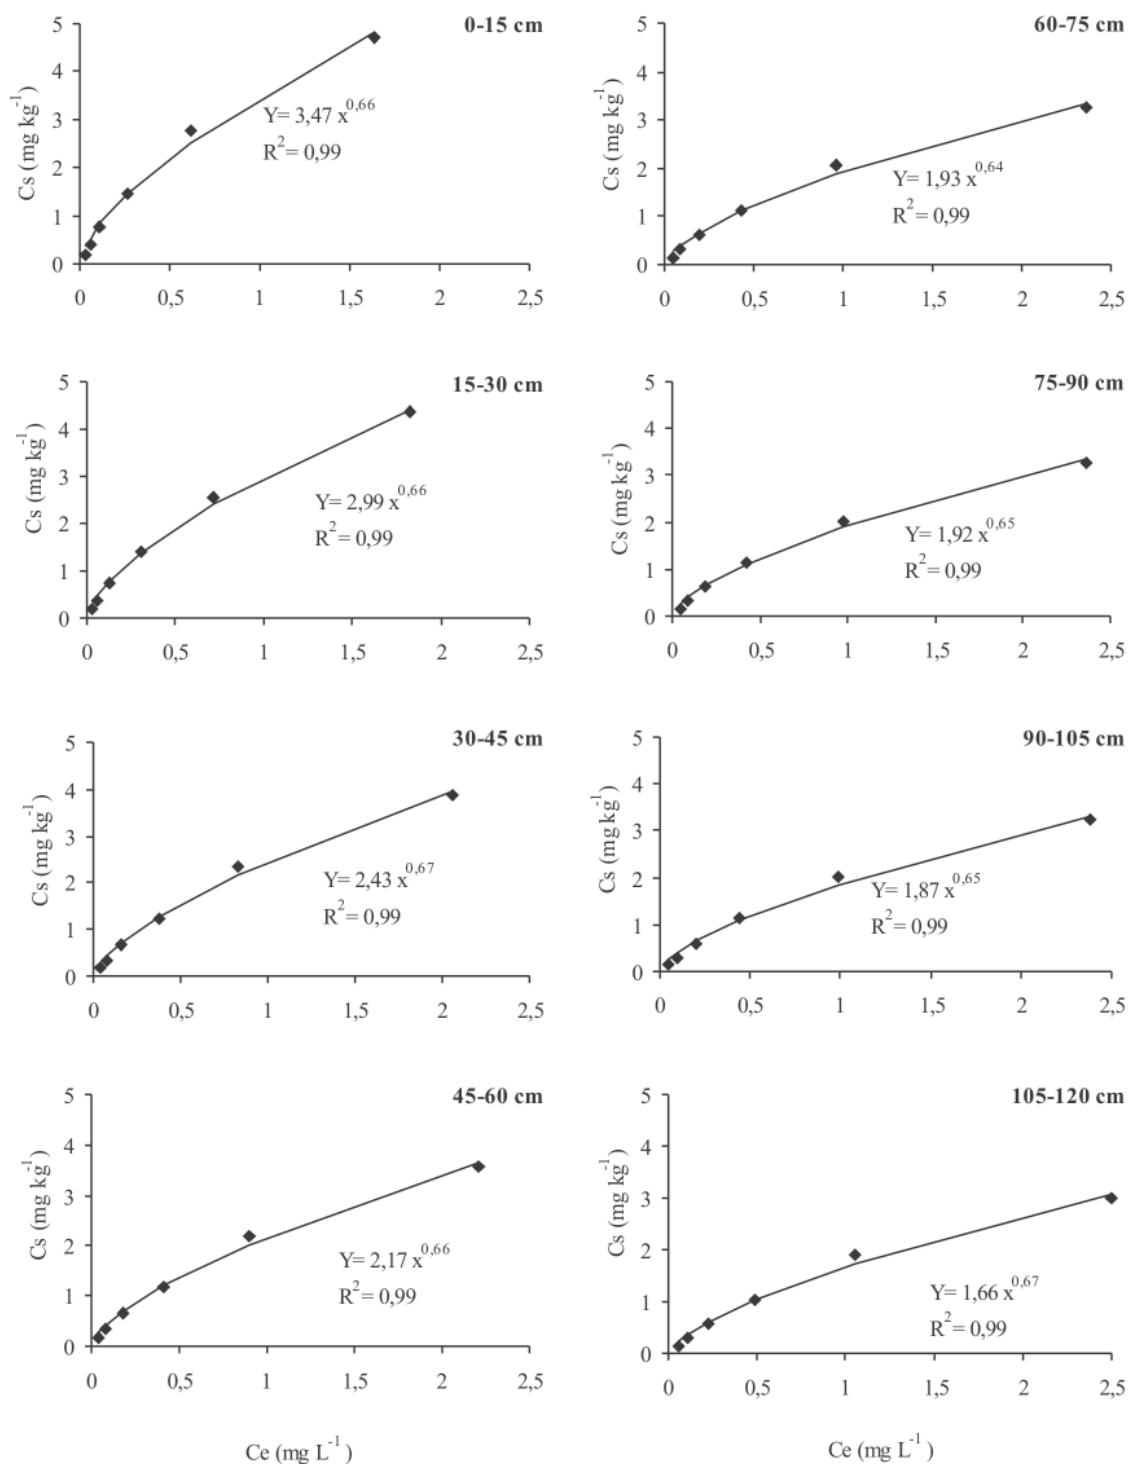 0-15 cm
5
4
3
2
1
0
Cs (mg kg⁻¹)
Y= 3,47 x^0,66
R²= 0,99
0 0,5 1 1,5 2 2,5
60-75 cm
5
4
3
2
1
0
Cs (mg kg⁻¹)
Y= 1,93 x^0,64
R²= 0,99
0 0,5 1 1,5 2 2,5
15-30 cm
5
4
3
2
1
0
Cs (mg kg⁻¹)
Y= 2,99 x^0,66
R²= 0,99
0 0,5 1 1,5 2 2,5
75-90 cm
5
4
3
2
1
0
Cs (mg kg⁻¹)
Y= 1,92 x^0,65
R²= 0,99
0 0,5 1 1,5 2 2,5
30-45 cm
5
4
3
2
1
0
Cs (mg kg⁻¹)
Y= 2,43 x^0,67
R²= 0,99
0 0,5 1 1,5 2 2,5
90-105 cm
5
4
3
2
1
0
Cs (mg kg⁻¹)
Y= 1,87 x^0,65
R²= 0,99
0 0,5 1 1,5 2 2,5
45-60 cm
5
4
3
2
1
0
Cs (mg kg⁻¹)
Y= 2,17 x^0,66
R²= 0,99
0 0,5 1 1,5 2 2,5
Ce (mg L⁻¹)
105-120 cm
5
4
3
2
1
0
Cs (mg kg⁻¹)
Y= 1,66 x^0,67
R²= 0,99
0 0,5 1 1,5 2 2,5
Ce (mg L⁻¹)